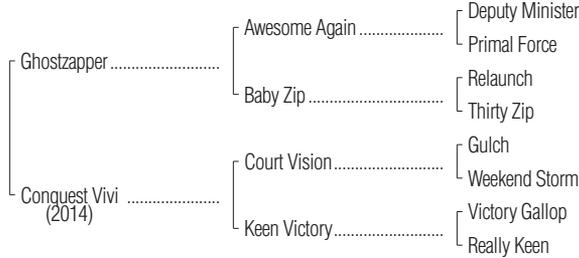 Deputy Minister
Awesome Again ....................
Primal Force
Ghostzapper ..........................
Relaunch
Baby Zip ................................
Thirty Zip
Gulch
Court Vision ..........................
Weekend Storm
Conquest Vivi ......................
(2014)
Victory Gallop
Keen Victory ..........................
Really Keen